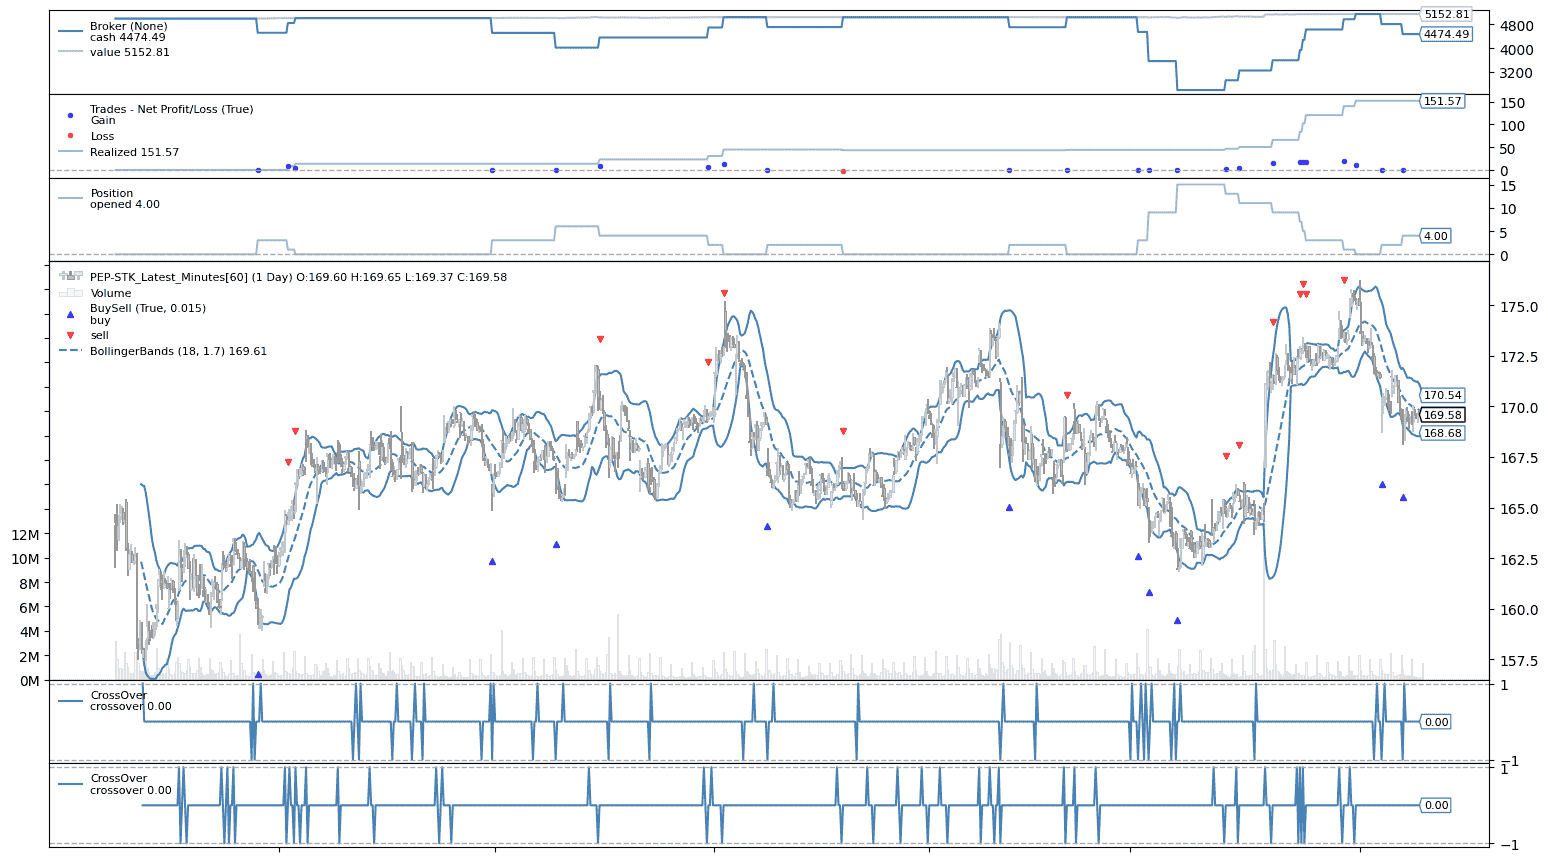 Broker (None)
cash 4474.49
value 5152.81
5152.81
4800
4474.49
4000
3200
Trades - Net Profit/Loss (True)
Gain
Loss
Realized 151.57
151.57
150
100
50
0
Position
opened 4.00
15
10
5
4.00
0
PEP-STK_Latest_Minutes[60] (1 Day) O:169.60 H:169.65 L:169.37 C:169.58
Volume
BuySell (True, 0.015)
buy
sell
BollingerBands (18, 1.7) 169.61
175.0
172.5
170.54
170.0
169.58
168.68
167.5
165.0
162.5
160.0
157.5
12M
10M
8M
6M
4M
2M
0M
CrossOver
crossover 0.00
1
0.00
−1
CrossOver
crossover 0.00
1
0.00
−1